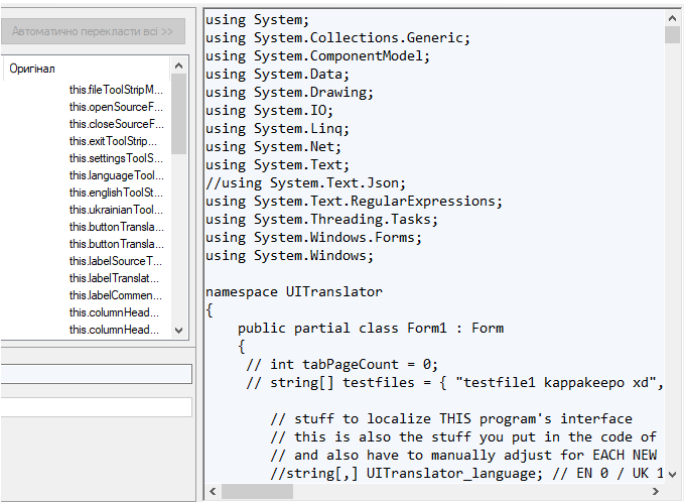 Автоматично перекласти всі >>
Оригінал
this.fileToolStripM...
this.openSourceF...
this.closeSourceF...
this.exitToolStrip...
this.settingsToolS...
this.languageTool...
this.englishToolSt...
this.ukrainianTool...
this.buttonTransla...
this.buttonTransla...
this.labelSourceT...
this.labelTranslat...
this.labelCommen...
this.columnHead...
this.columnHead...
using System;
using System.Collections.Generic;
using System.ComponentModel;
using System.Data;
using System.Drawing;
using System.IO;
using System.Linq;
using System.Net;
using System.Text;
//using System.Text.Json;
using System.Text.RegularExpressions;
using System.Threading.Tasks;
using System.Windows.Forms;
using System.Windows;
namespace UITranslator
{
public partial class Form1 : Form
{
// int tabPageCount = 0;
// string[] testfiles = { "testfile1 kappakeepo xd",
// stuff to localize THIS program's interface
// this is also the stuff you put in the code of
// and also have to manually adjust for EACH NEW
//string[,] UITranslator_language; // EN 0 / UK 1